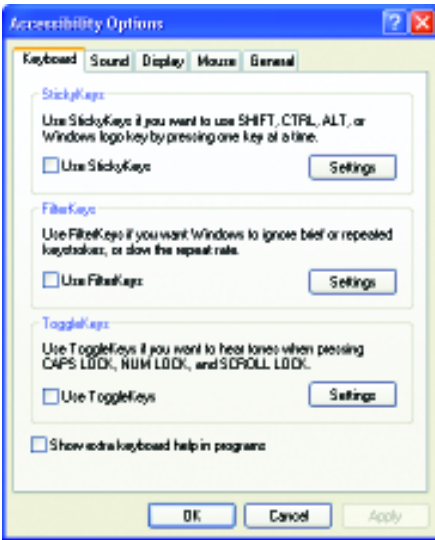 Accessibility Options
Keyboard Sound Display Mouse General
StickyKeys
Use StickyKeys if you want to use SHIFT, CTRL, ALT, or
Windows logo key by pressing one key at a time.
Use StickyKeys
Settings
FilterKeys
Use FilterKeys if you want Windows to ignore brief or repeated
keystrokes, or slow the repeat rate.
Use FilterKeys
Settings
ToggleKeys
Use ToggleKeys if you want to hear tones when pressing
CAPS LOCK, NUM LOCK, and SCROLL LOCK.
Use ToggleKeys
Settings
Show extra keyboard help in programs
OK Cancel Apply